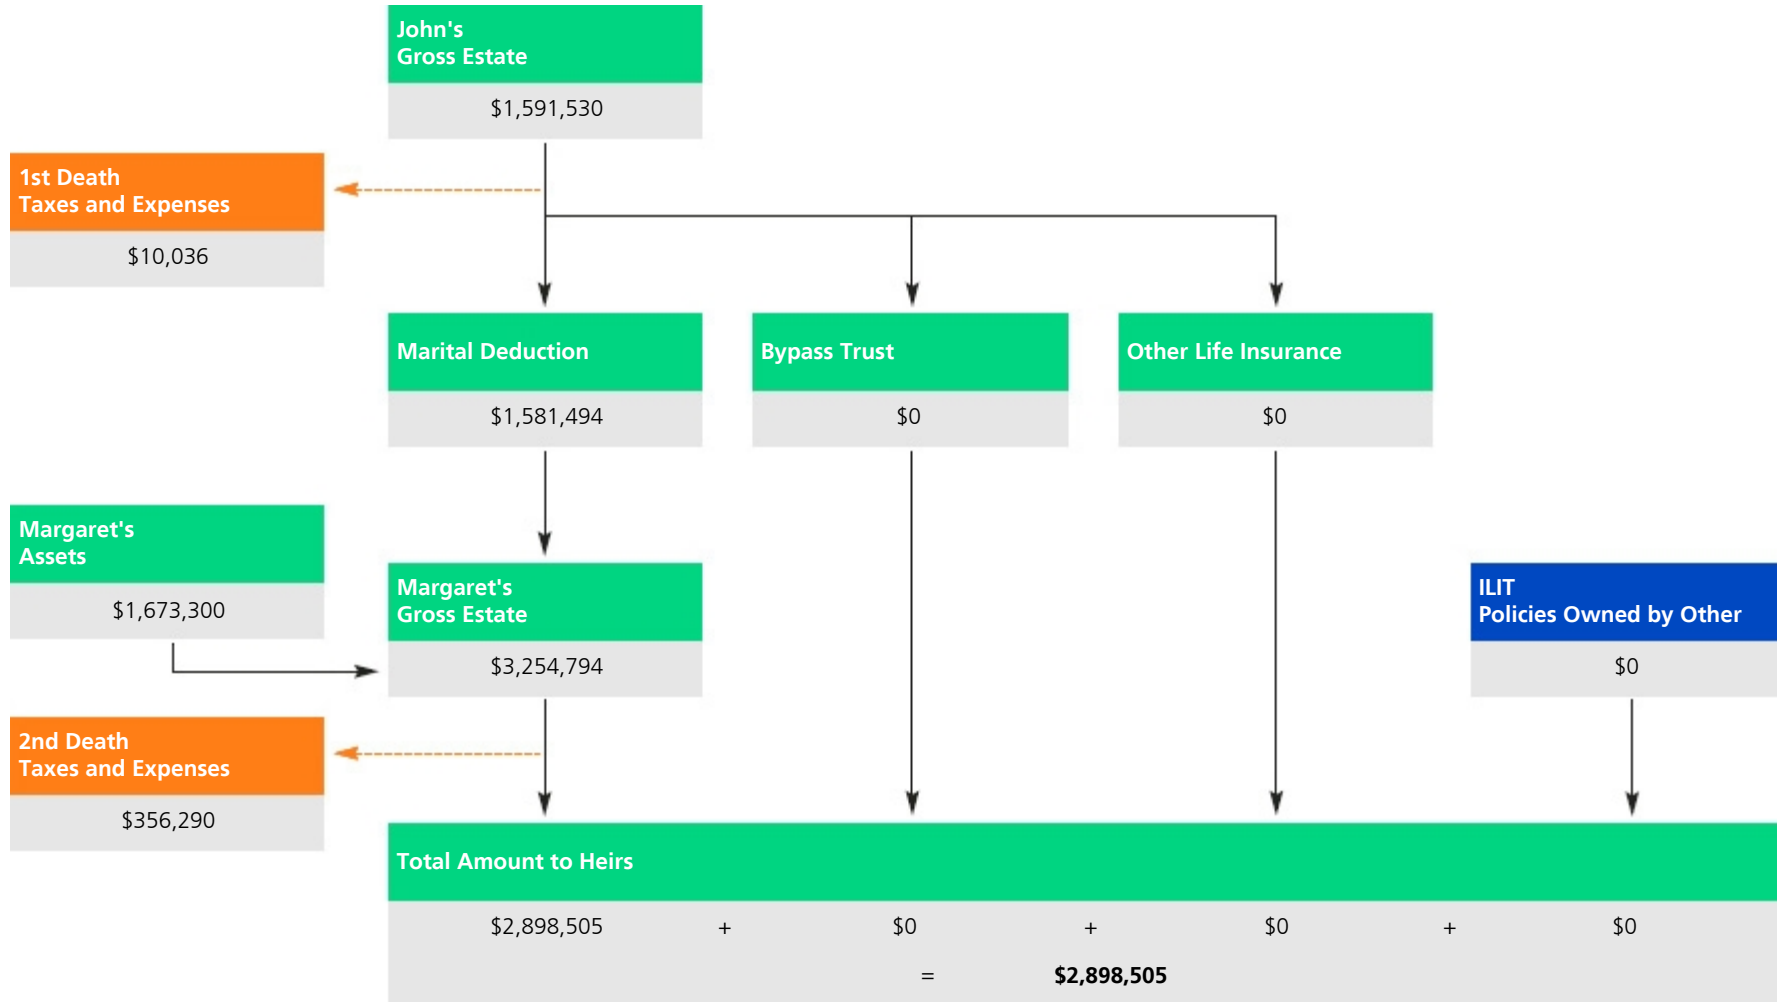 John's
Gross Estate
$1,591,530
1st Death
Taxes and Expenses
$10,036
Marital Deduction
$1,581,494
Bypass Trust
$0
Other Life Insurance
$0
Margaret's
Assets
$1,673,300
Margaret's
Gross Estate
$3,254,794
ILIT
Policies Owned by Other
$0
2nd Death
Taxes and Expenses
$356,290
Total Amount to Heirs
$2,898,505 + $0 + $0 + $0
= $2,898,505